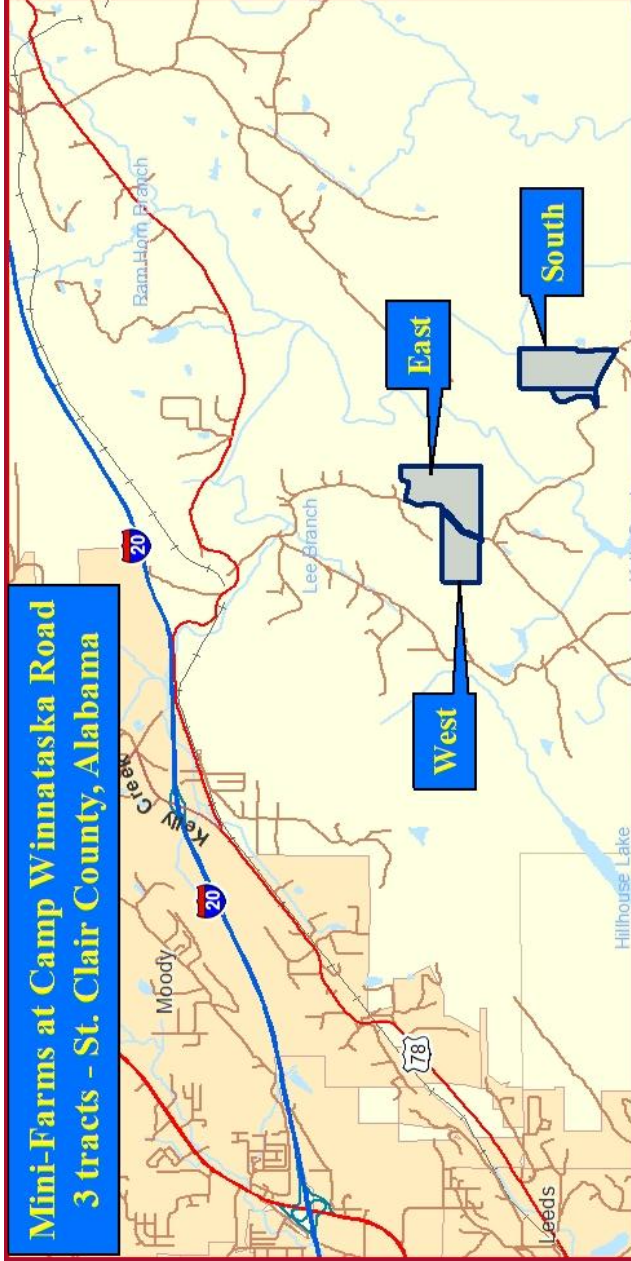 Mini-Farms at Camp Winnataska Road
3 tracts - St. Clair County, Alabama
20
Ram Horn Branch
Kelly Creek
20
Moody
Lee Branch
East
South
West
78
Leeds
Hillhouse Lake